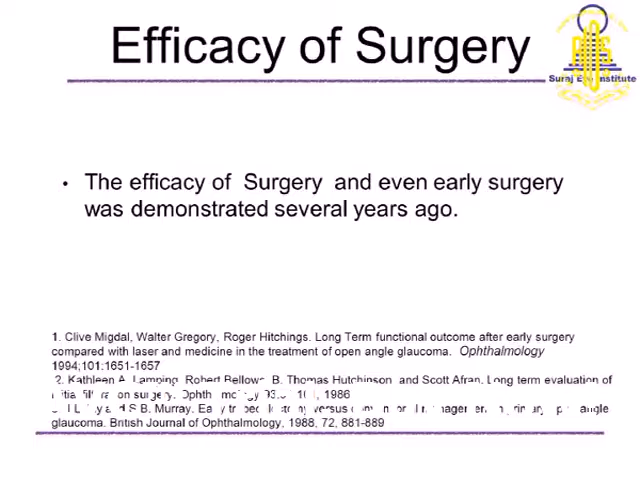 Efficacy of Surgery
Suraj Eye Institute
• The efficacy of Surgery and even early surgery
was demonstrated several years ago.
1. Clive Migdal, Walter Gregory, Roger Hitchings. Long Term functional outcome after early surgery
compared with laser and medicine in the treatment of open angle glaucoma. Ophthalmology
1994;101:1651-1657
2. Kathleen A. Lamping, Robert Bellows, B. Thomas Hutchinson, and Scott Afran. Long term evaluation of
initial filtration surgery. Ophthalmology 1986
and S B. Murray. Early versus angle
glaucoma. British Journal of Ophthalmology, 1988, 72, 881-889